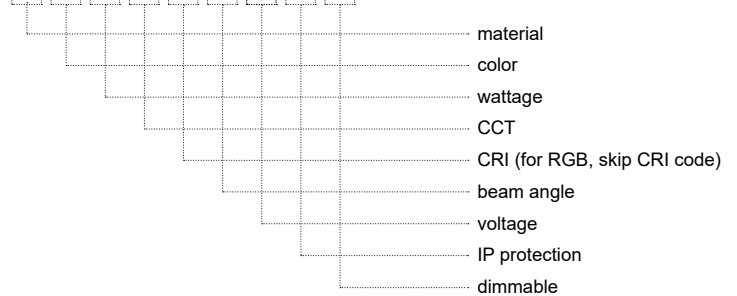 material
color
wattage
CCT
CRI (for RGB, skip CRI code)
beam angle
voltage
IP protection
dimmable